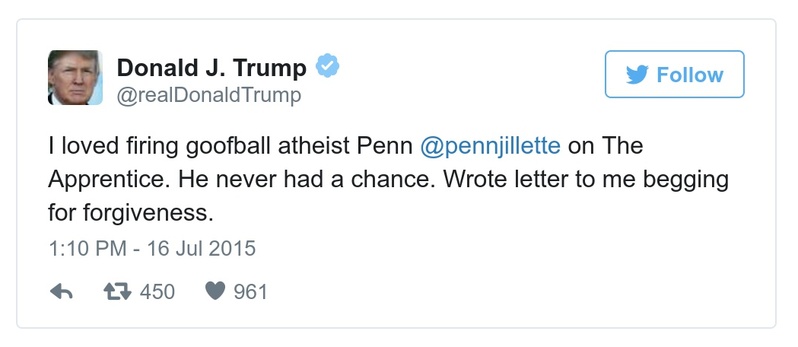 Donald J. Trump
@realDonaldTrump
Follow
I loved firing goofball atheist Penn @pennjillette on The
Apprentice. He never had a chance. Wrote letter to me begging
for forgiveness.
1:10 PM - 16 Jul 2015
450 961